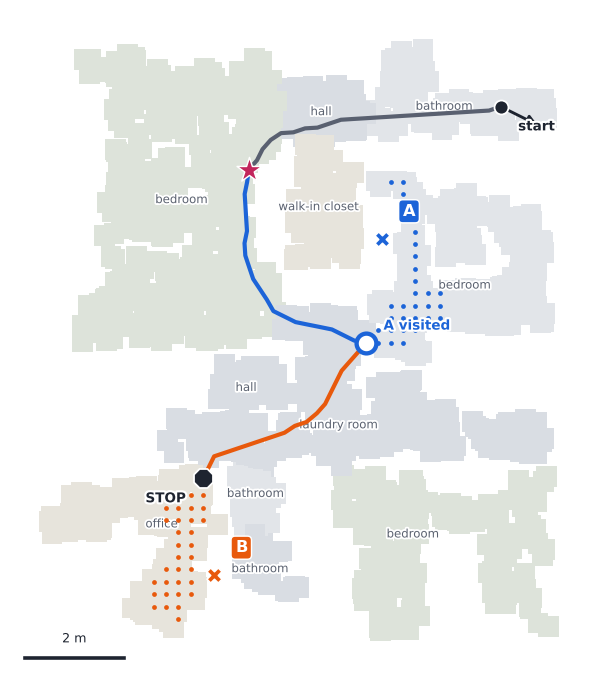 hall
bathroom
start
bedroom
walk-in closet
A
bedroom
A visited
hall
laundry room
STOP
bathroom
office
bedroom
B
bathroom
2 m